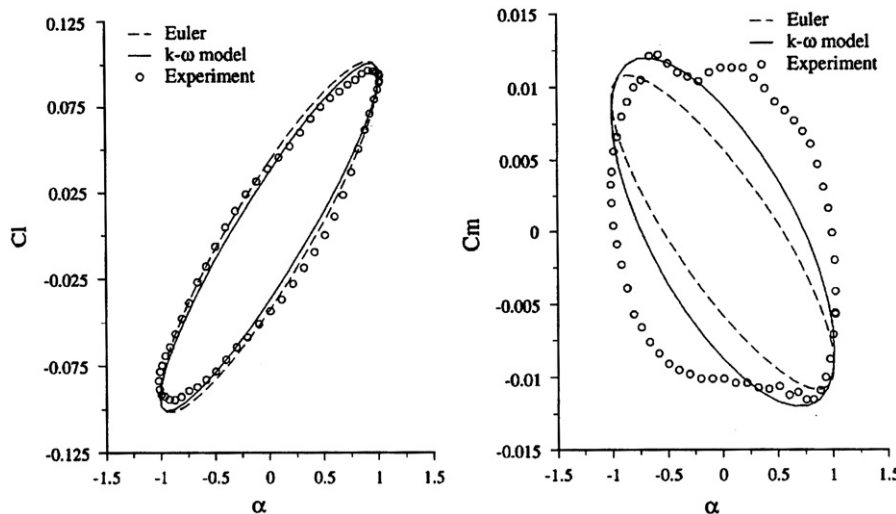 0.125
0.075
0.025
-0.025
-0.075
-0.125
Cl
-1.5 -1 -0.5 0 0.5 1 1.5
α
Euler
k-ω model
Experiment
0.015
0.01
0.005
0
-0.005
-0.01
-0.015
Cm
-1.5 -1 -0.5 0 0.5 1 1.5
α
Euler
k-ω model
Experiment